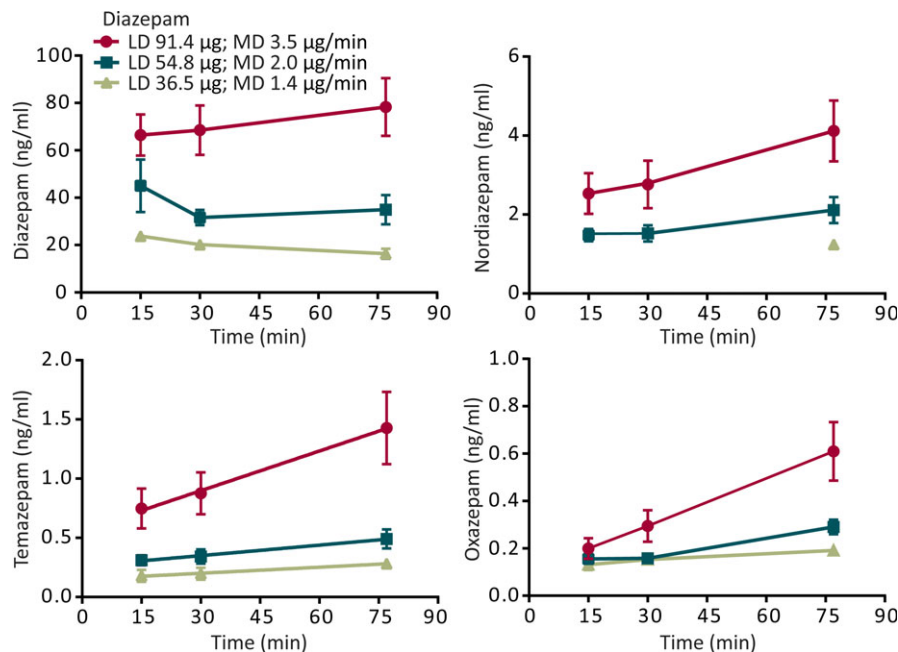 Diazepam
LD 91.4 µg; MD 3.5 µg/min
LD 54.8 µg; MD 2.0 µg/min
LD 36.5 µg; MD 1.4 µg/min
Diazepam (ng/ml)
100
80
60
40
20
0
0 15 30 45 60 75 90
Time (min)
Nordiazepam (ng/ml)
6
4
2
0
0 15 30 45 60 75 90
Time (min)
Temazepam (ng/ml)
2.0
1.5
1.0
0.5
0.0
0 15 30 45 60 75 90
Time (min)
Oxazepam (ng/ml)
1.0
0.8
0.6
0.4
0.2
0.0
0 15 30 45 60 75 90
Time (min)